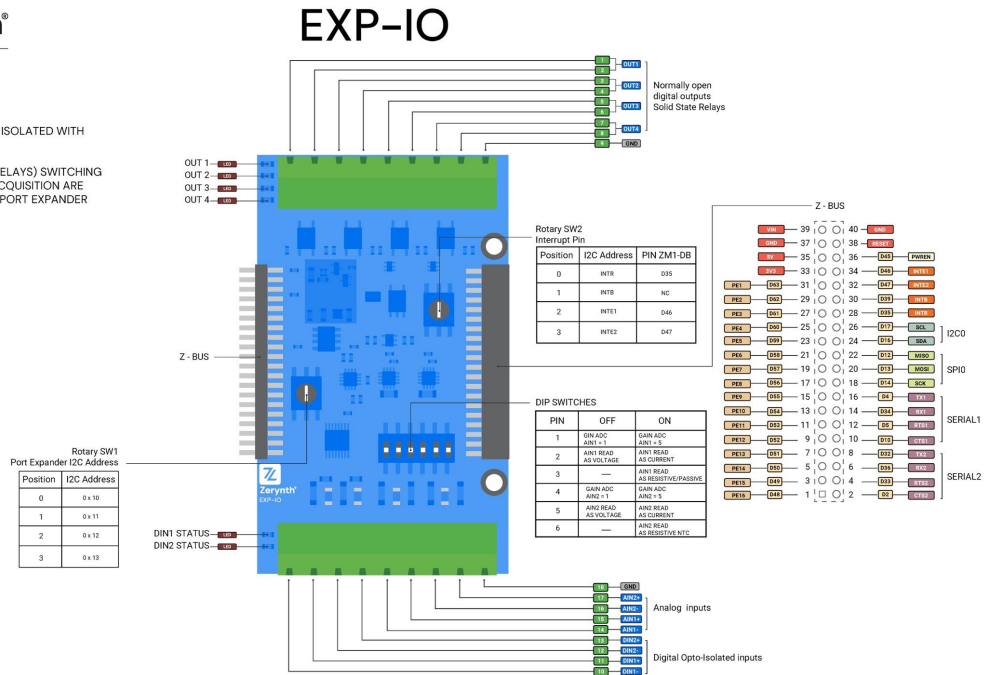 EXP-IO
ISOLATED WITH
ELAYS) SWITCHING
CQUISITION ARE
PORT EXPANDER
1
2
OUT1
3
4
OUT2
5
6
OUT3
7
8
OUT4
9
GND
Normally open
digital outputs
Solid State Relays
OUT 1 LED
OUT 2 LED
OUT 3 LED
OUT 4 LED
Rotary SW2
Interrupt Pin
Position I2C Address PIN ZM1-DB
0 INTR D35
1 INTB NC
2 INTE1 D46
3 INTE2 D47
Z - BUS
Z - BUS
VIN 39 40 GND
GND 37 38 RESET
5V 35 36 D45 PWREN
3V3 33 34 D46 INTE1
PE1 D63 31 32 D47 INTE2
PE2 D62 29 30 D39 INTB
PE3 D61 27 28 D35 INTR
PE4 D60 25 26 D17 SCL
PE5 D59 23 24 D16 SDA
I2C0
PE6 D58 21 22 D12 MISO
PE7 D57 19 20 D13 MOSI
PE8 D56 17 18 D14 SCK
SPI0
PE9 D55 15 16 D4 TX1
PE10 D54 13 14 D34 RX1
PE11 D53 11 12 D5 RTS1
PE12 D52 9 10 D10 CTS1
SERIAL1
PE13 D51 7 8 D32 TX2
PE14 D50 5 6 D36 RX2
PE15 D49 3 4 D33 RTS2
PE16 D48 1 2 D2 CTS2
SERIAL2
DIP SWITCHES
PIN OFF ON
1 GIN ADC AIN1 = 1 GAIN ADC AIN1 = 5
2 AIN1 READ AS VOLTAGE AIN1 READ AS CURRENT
3 — AIN1 READ AS RESISTIVE/PASSIVE
4 GAIN ADC AIN2 = 1 GAIN ADC AIN2 = 5
5 AIN2 READ AS VOLTAGE AIN2 READ AS CURRENT
6 — AIN2 READ AS RESISTIVE NTC
Rotary SW1
Port Expander I2C Address
Position I2C Address
0 0 x 10
1 0 x 11
2 0 x 12
3 0 x 13
Zerynth®
EXP-IO
DIN1 STATUS LED
DIN2 STATUS LED
18 GND
17 AIN2+
16 AIN2-
15 AIN1+
14 AIN1-
Analog inputs
13 DIN2+
12 DIN2-
11 DIN1+
10 DIN1-
Digital Opto-Isolated inputs